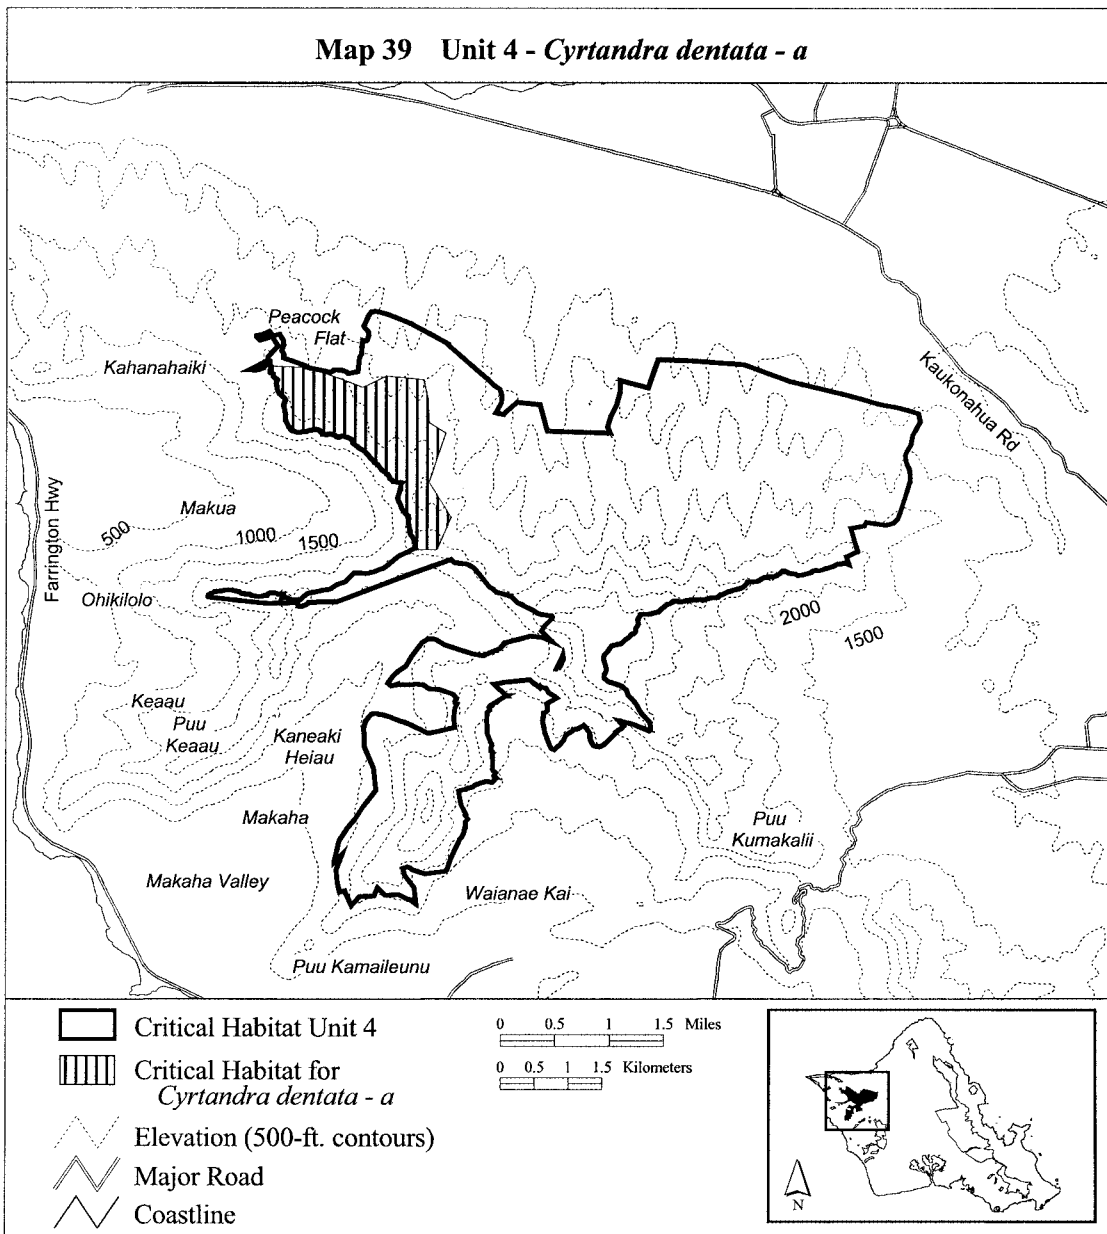 Map 39 Unit 4 - Cyrtandra dentata - a
Peacock
Flat
Kahanahaiki
Kaukonahua Rd
Farrington Hwy
Makua
500
1000
1500
Ohikilolo
2000
1500
Keaau
Puu
Keaau
Kaneaki
Heiau
Makaha
Puu
Kumakalii
Makaha Valley
Waianae Kai
Puu Kamaileunu
Critical Habitat Unit 4
Critical Habitat for
Cyrtandra dentata - a
Elevation (500-ft. contours)
Major Road
Coastline
0 0.5 1 1.5 Miles
0 0.5 1 1.5 Kilometers
N